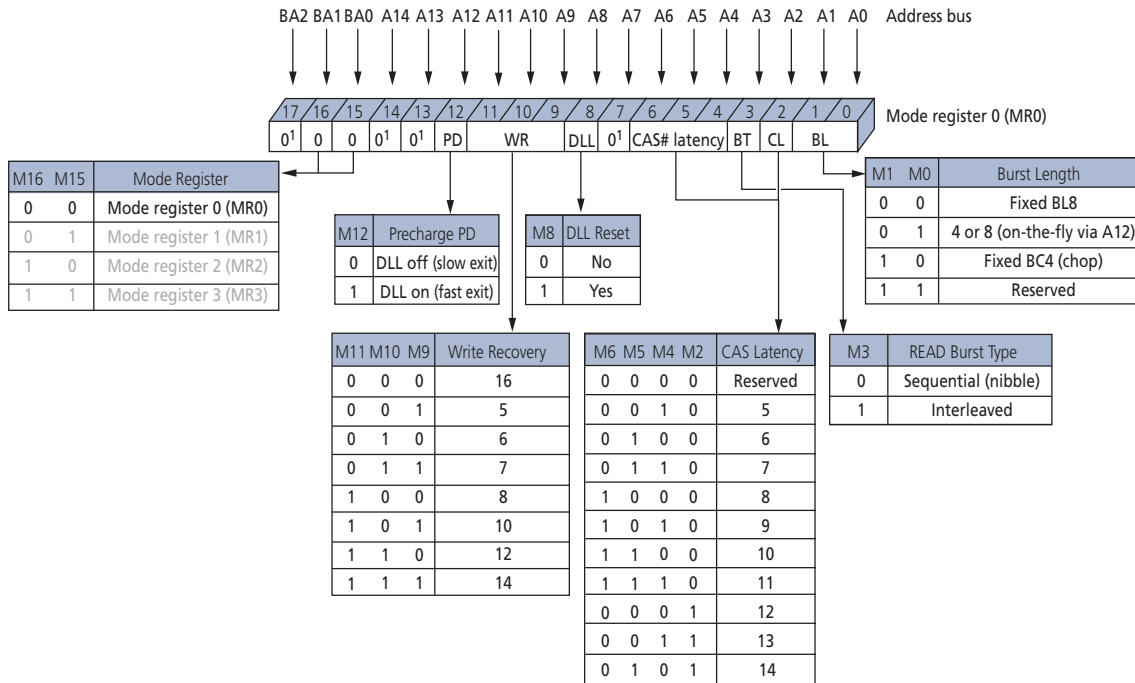 BA2 BA1 BA0 A14 A13 A12 A11 A10 A9 A8 A7 A6 A5 A4 A3 A2 A1 A0 Address bus
17 16 15 14 13 12 11 10 9 8 7 6 5 4 3 2 1 0
Mode register 0 (MR0)
0¹ 0 0 0¹ 0¹ PD WR DLL 0¹ CAS# latency BT CL BL
M16 M15 Mode Register
0 0 Mode register 0 (MR0)
0 1 Mode register 1 (MR1)
1 0 Mode register 2 (MR2)
1 1 Mode register 3 (MR3)
M12 Precharge PD
0 DLL off (slow exit)
1 DLL on (fast exit)
M8 DLL Reset
0 No
1 Yes
M1 M0 Burst Length
0 0 Fixed BL8
0 1 4 or 8 (on-the-fly via A12)
1 0 Fixed BC4 (chop)
1 1 Reserved
M11 M10 M9 Write Recovery
0 0 0 16
0 0 1 5
0 1 0 6
0 1 1 7
1 0 0 8
1 0 1 10
1 1 0 12
1 1 1 14
M6 M5 M4 M2 CAS Latency
0 0 0 0 Reserved
0 0 1 0 5
0 1 0 0 6
0 1 1 0 7
1 0 0 0 8
1 0 1 0 9
1 1 0 0 10
1 1 1 0 11
0 0 0 1 12
0 0 1 1 13
0 1 0 1 14
M3 READ Burst Type
0 Sequential (nibble)
1 Interleaved